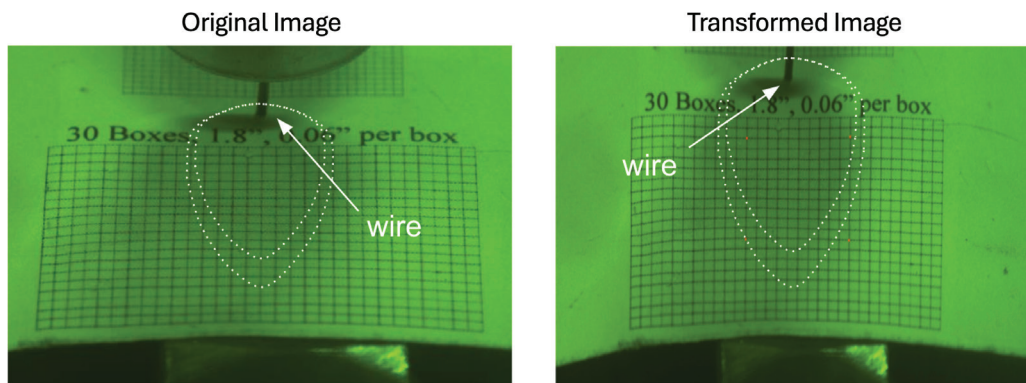 Original Image
Transformed Image
30 Boxes, 1.8”, 0.06” per box
wire
30 Boxes, 1.8”, 0.06” per box
wire